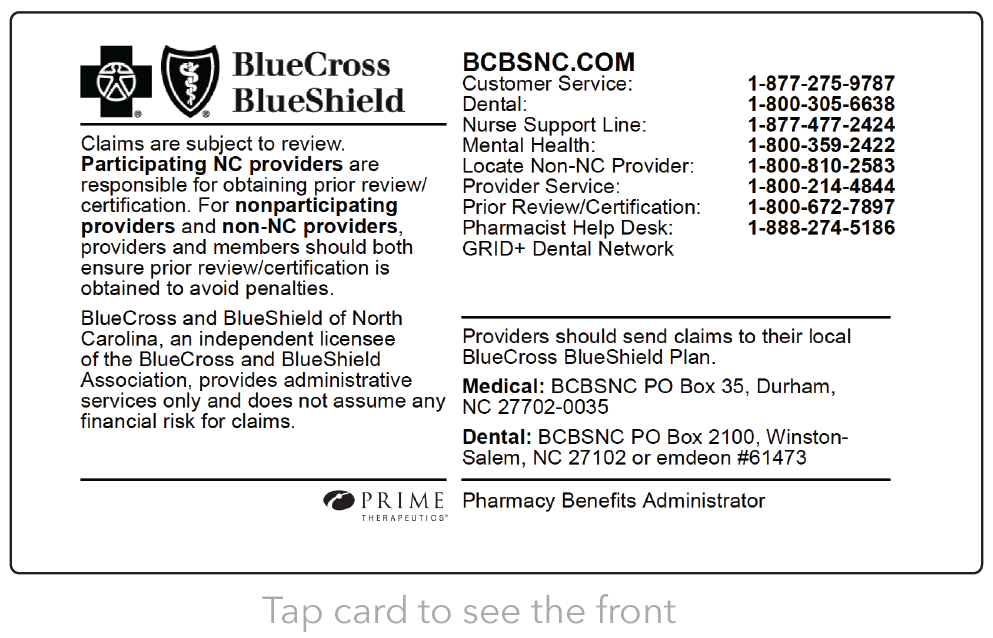 BlueCross
BlueShield
Claims are subject to review.
Participating NC providers are
responsible for obtaining prior review/
certification. For nonparticipating
providers and non-NC providers,
providers and members should both
ensure prior review/certification is
obtained to avoid penalties.
BlueCross and BlueShield of North
Carolina, an independent licensee
of the BlueCross and BlueShield
Association, provides administrative
services only and does not assume any
financial risk for claims.
PRIME
THERAPEUTICS®
BCBSNC.COM
Customer Service: 1-877-275-9787
Dental: 1-800-305-6638
Nurse Support Line: 1-877-477-2424
Mental Health: 1-800-359-2422
Locate Non-NC Provider: 1-800-810-2583
Provider Service: 1-800-214-4844
Prior Review/Certification: 1-800-672-7897
Pharmacist Help Desk: 1-888-274-5186
GRID+ Dental Network
Providers should send claims to their local
BlueCross BlueShield Plan.
Medical: BCBSNC PO Box 35, Durham,
NC 27702-0035
Dental: BCBSNC PO Box 2100, Winston-
Salem, NC 27102 or emdeon #61473
Pharmacy Benefits Administrator
Tap card to see the front